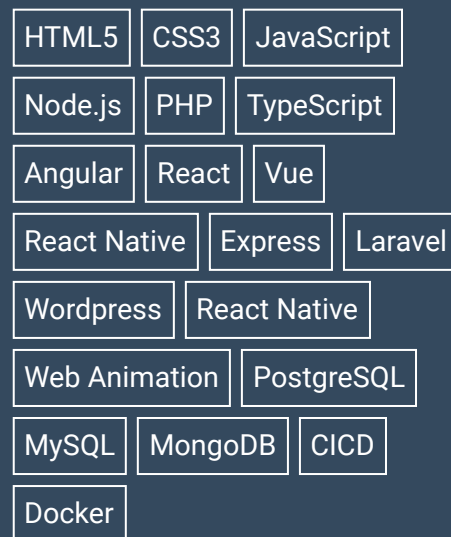 HTML5 CSS3 JavaScript
Node.js PHP TypeScript
Angular React Vue
React Native Express Laravel
Wordpress React Native
Web Animation PostgreSQL
MySQL MongoDB CICD
Docker